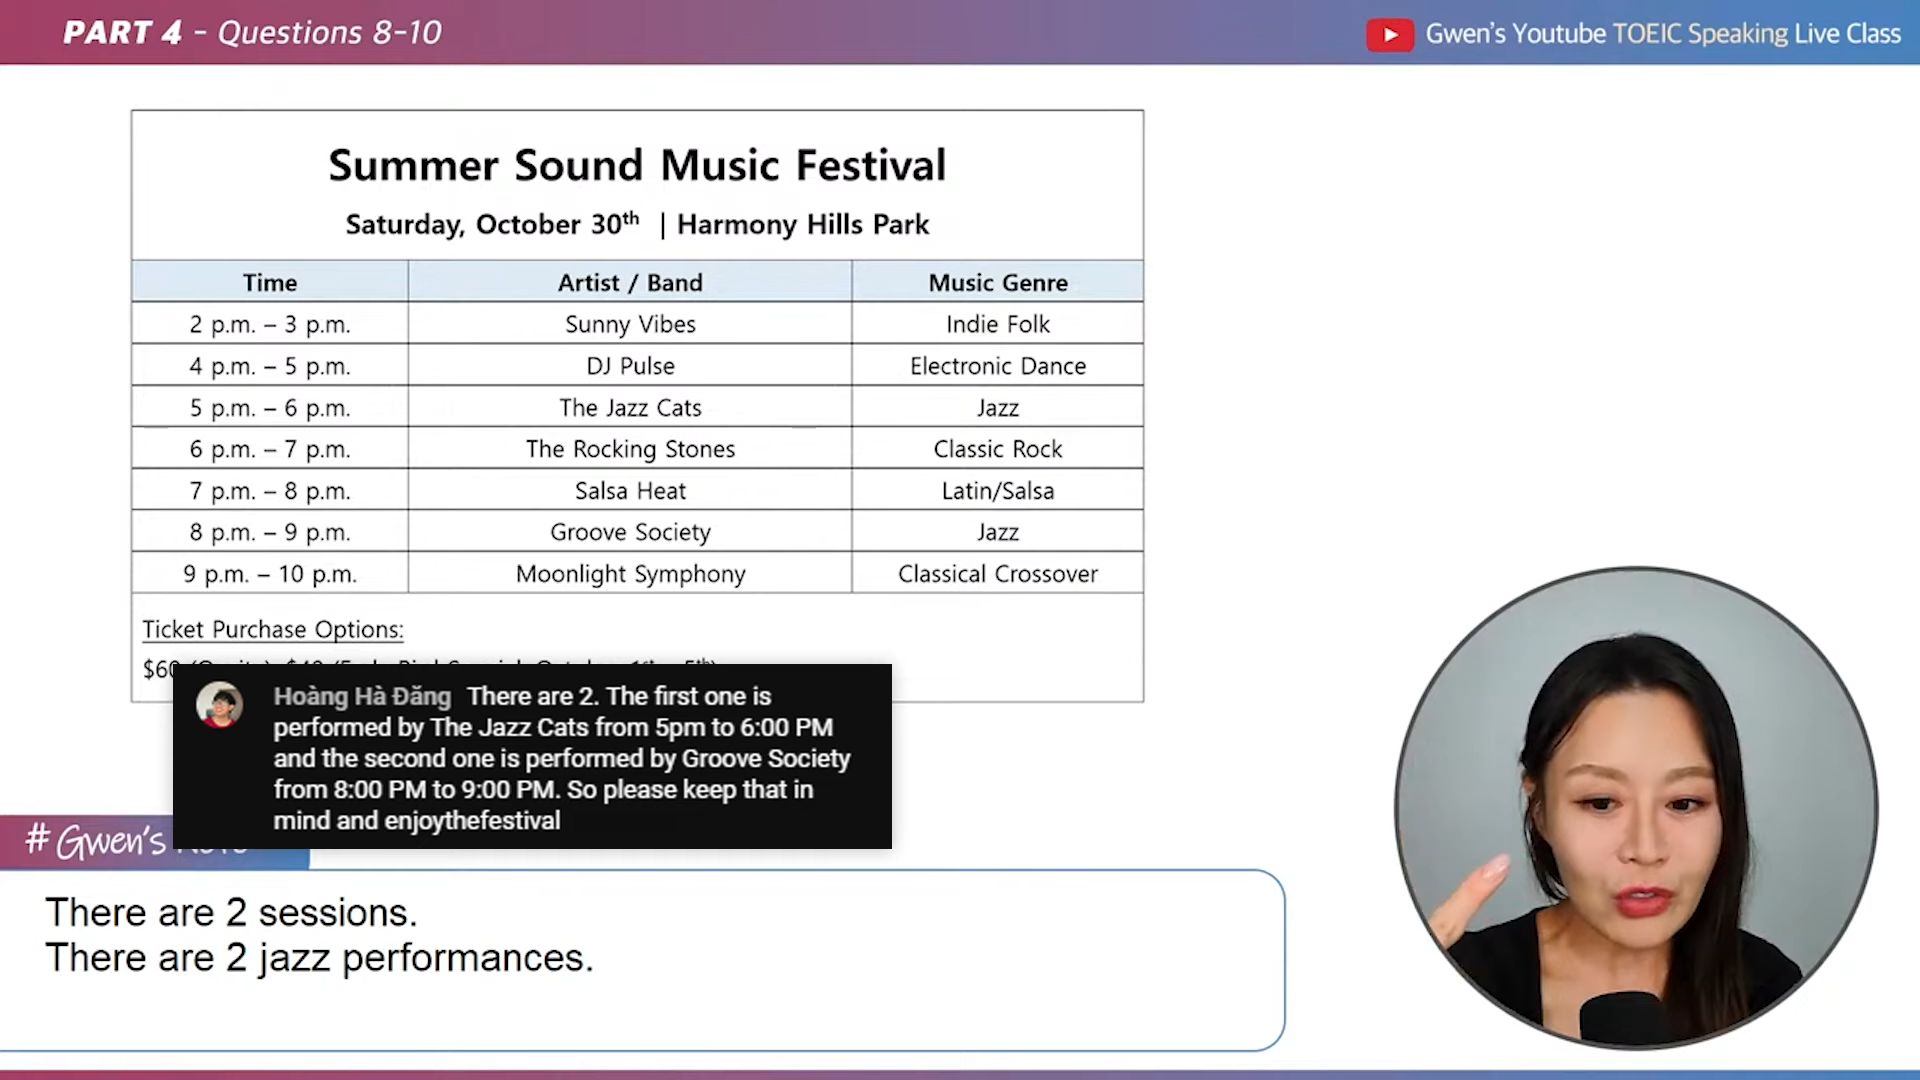 PART 4 - Questions 8-10
Gwen's Youtube TOEIC Speaking Live Class
Summer Sound Music Festival
Saturday, October 30th | Harmony Hills Park
Time Artist / Band Music Genre
2 p.m. – 3 p.m. Sunny Vibes Indie Folk
4 p.m. – 5 p.m. DJ Pulse Electronic Dance
5 p.m. – 6 p.m. The Jazz Cats Jazz
6 p.m. – 7 p.m. The Rocking Stones Classic Rock
7 p.m. – 8 p.m. Salsa Heat Latin/Salsa
8 p.m. – 9 p.m. Groove Society Jazz
9 p.m. – 10 p.m. Moonlight Symphony Classical Crossover
Ticket Purchase Options:
$60
Hoàng Hà Đăng There are 2. The first one is
performed by The Jazz Cats from 5pm to 6:00 PM
and the second one is performed by Groove Society
from 8:00 PM to 9:00 PM. So please keep that in
mind and enjoythefestival
# Gwen's
There are 2 sessions.
There are 2 jazz performances.